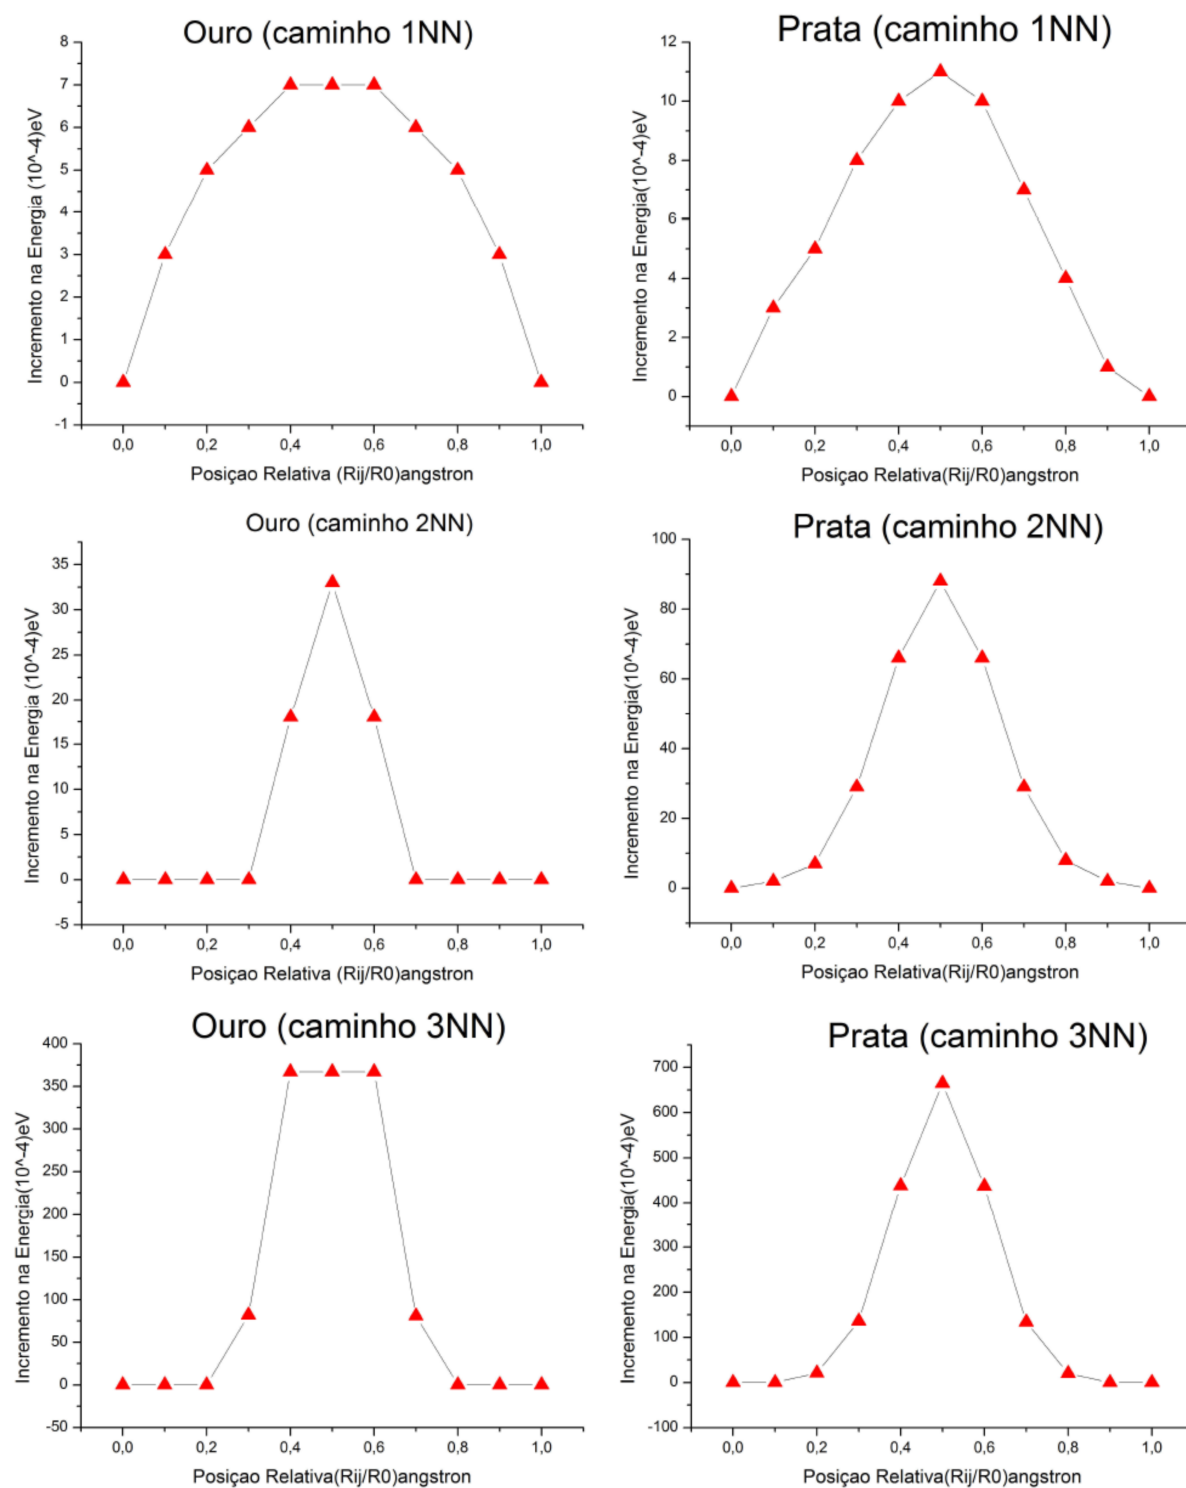 Ouro (caminho 1NN)
8
7
6
5
4
3
2
1
0
-1
Incremento na Energia (10^-4)eV
0,0 0,2 0,4 0,6 0,8 1,0
Posiçao Relativa (Rij/R0)angstron
Prata (caminho 1NN)
12
10
8
6
4
2
0
Incremento na Energia(10^-4)eV
0,0 0,2 0,4 0,6 0,8 1,0
Posiçao Relativa(Rij/R0)angstron
Ouro (caminho 2NN)
35
30
25
20
15
10
5
0
-5
Incremento na Energia (10^-4)eV
0,0 0,2 0,4 0,6 0,8 1,0
Posiçao Relativa (Rij/R0)angstron
Prata (caminho 2NN)
100
80
60
40
20
0
Incremento na Energia(10^-4)eV
0,0 0,2 0,4 0,6 0,8 1,0
Posiçao Relativa(Rij/R0)angstron
Ouro (caminho 3NN)
400
350
300
250
200
150
100
50
0
-50
Incremento na Energia(10^-4)eV
0,0 0,2 0,4 0,6 0,8 1,0
Posiçao Relativa(Rij/R0)angstron
Prata (caminho 3NN)
700
600
500
400
300
200
100
0
-100
Incremento na Energia(10^-4)eV
0,0 0,2 0,4 0,6 0,8 1,0
Posiçao Relativa(Rij/R0)angstron